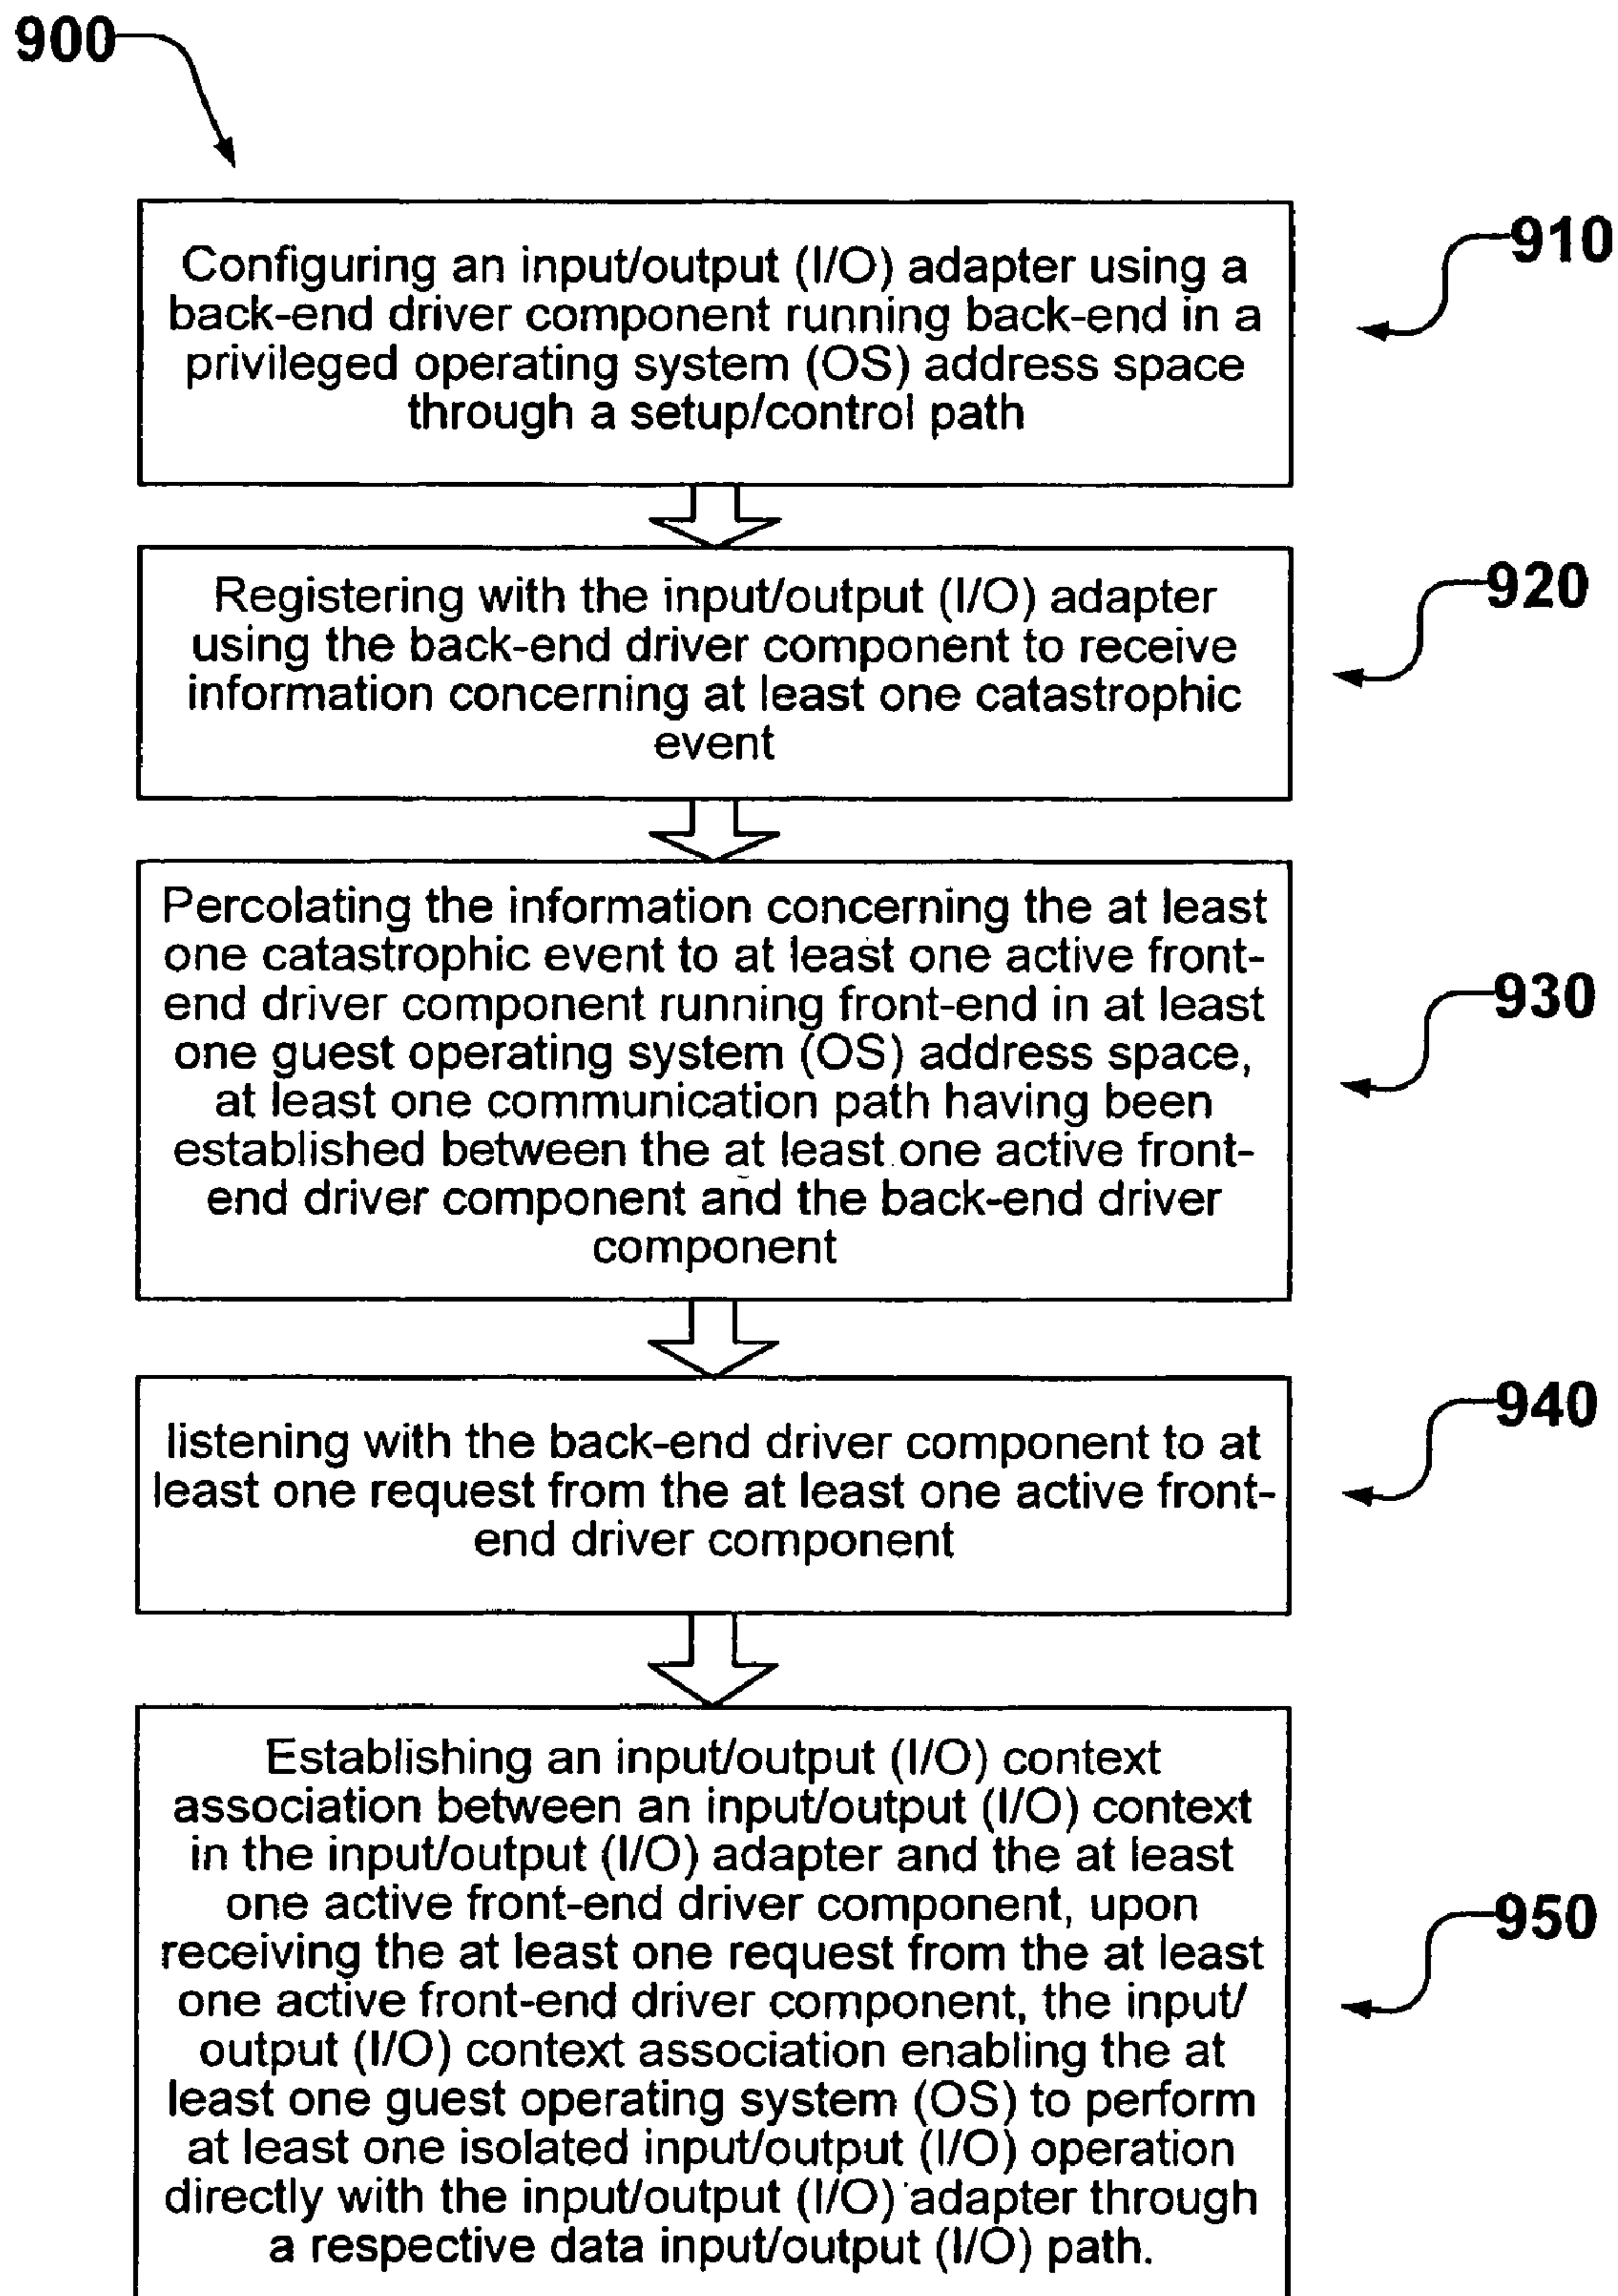 900
Configuring an input/output (I/O) adapter using a
back-end driver component running back-end in a
privileged operating system (OS) address space
through a setup/control path
910
Registering with the input/output (I/O) adapter
using the back-end driver component to receive
information concerning at least one catastrophic
event
920
Percolating the information concerning the at least
one catastrophic event to at least one active front-
end driver component running front-end in at least
one guest operating system (OS) address space,
at least one communication path having been
established between the at least one active front-
end driver component and the back-end driver
component
930
listening with the back-end driver component to at
least one request from the at least one active front-
end driver component
940
Establishing an input/output (I/O) context
association between an input/output (I/O) context
in the input/output (I/O) adapter and the at least
one active front-end driver component, upon
receiving the at least one request from the at least
one active front-end driver component, the input/
output (I/O) context association enabling the at
least one guest operating system (OS) to perform
at least one isolated input/output (I/O) operation
directly with the input/output (I/O) adapter through
a respective data input/output (I/O) path.
950